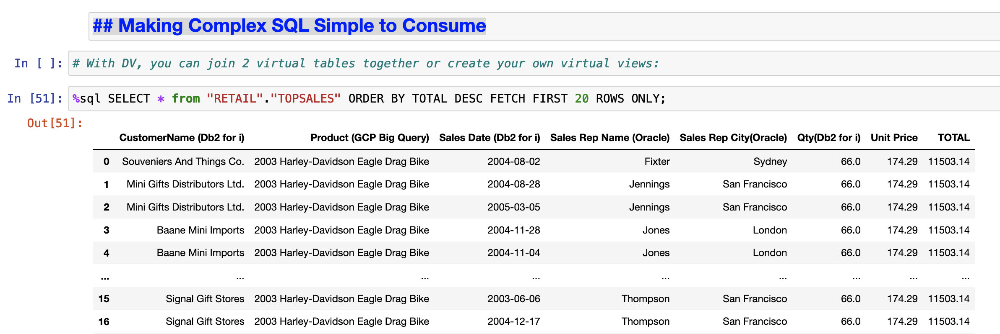 ## Making Complex SQL Simple to Consume
In [ ]: # With DV, you can join 2 virtual tables together or create your own virtual views:
In [51]: %sql SELECT * from "RETAIL"."TOPSALES" ORDER BY TOTAL DESC FETCH FIRST 20 ROWS ONLY;
Out[51]:
CustomerName (Db2 for i) Product (GCP Big Query) Sales Date (Db2 for i) Sales Rep Name (Oracle) Sales Rep City(Oracle) Qty(Db2 for i) Unit Price TOTAL
0 Souveniers And Things Co. 2003 Harley-Davidson Eagle Drag Bike 2004-08-02 Fixter Sydney 66.0 174.29 11503.14
1 Mini Gifts Distributors Ltd. 2003 Harley-Davidson Eagle Drag Bike 2004-08-28 Jennings San Francisco 66.0 174.29 11503.14
2 Mini Gifts Distributors Ltd. 2003 Harley-Davidson Eagle Drag Bike 2005-03-05 Jennings San Francisco 66.0 174.29 11503.14
3 Baane Mini Imports 2003 Harley-Davidson Eagle Drag Bike 2004-11-28 Jones London 66.0 174.29 11503.14
4 Baane Mini Imports 2003 Harley-Davidson Eagle Drag Bike 2004-11-04 Jones London 66.0 174.29 11503.14
... ... ... ... ... ... ... ... ...
15 Signal Gift Stores 2003 Harley-Davidson Eagle Drag Bike 2003-06-06 Thompson San Francisco 66.0 174.29 11503.14
16 Signal Gift Stores 2003 Harley-Davidson Eagle Drag Bike 2004-12-17 Thompson San Francisco 66.0 174.29 11503.14